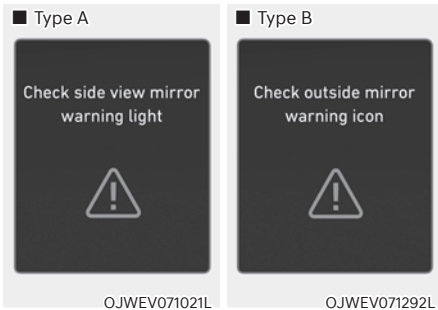 ■ Type A
Check side view mirror
warning light
OJWEV071021L
■ Type B
Check outside mirror
warning icon
OJWEV071292L